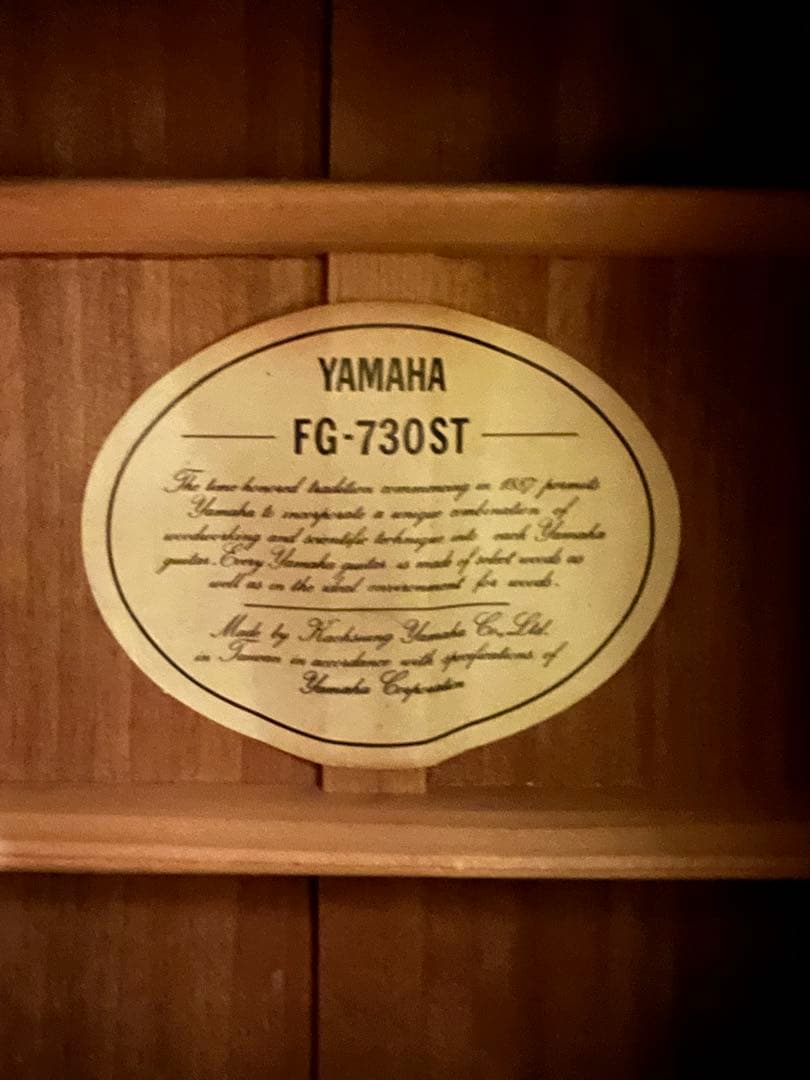 YAMAHA
FG-730ST
The time-honored tradition commencing in 1887 permits
Yamaha to incorporate a unique combination of
woodworking and scientific technique into each Yamaha
guitar. Every Yamaha guitar is made of select woods as
well as in the ideal environment for woods.
Made by Kaohsiung Yamaha Co., Ltd.
in Taiwan in accordance with specifications of
Yamaha Corporation